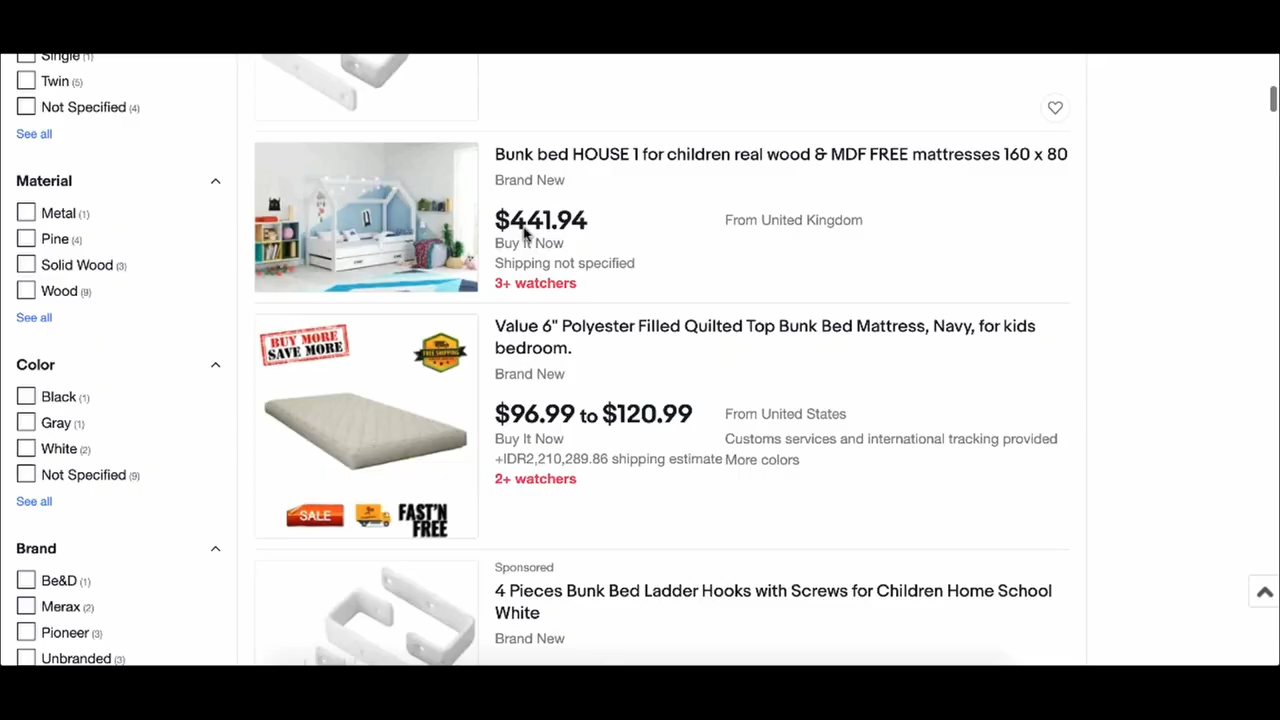 Single (1)
Twin (5)
Not Specified (4)
See all
Material
Metal (1)
Pine (4)
Solid Wood (3)
Wood (9)
See all
Color
Black (1)
Gray (1)
White (2)
Not Specified (9)
See all
Brand
Be&D (1)
Merax (2)
Pioneer (3)
Unbranded (3)
Bunk bed HOUSE 1 for children real wood & MDF FREE mattresses 160 x 80
Brand New
$441.94
From United Kingdom
Buy It Now
Shipping not specified
3+ watchers
BUY MORE
SAVE MORE
FREE SHIPPING
SALE
FAST'N
FREE
Value 6" Polyester Filled Quilted Top Bunk Bed Mattress, Navy, for kids
bedroom.
Brand New
$96.99 to $120.99
From United States
Buy It Now
Customs services and international tracking provided
+IDR2,210,289.86 shipping estimate
More colors
2+ watchers
Sponsored
4 Pieces Bunk Bed Ladder Hooks with Screws for Children Home School
White
Brand New